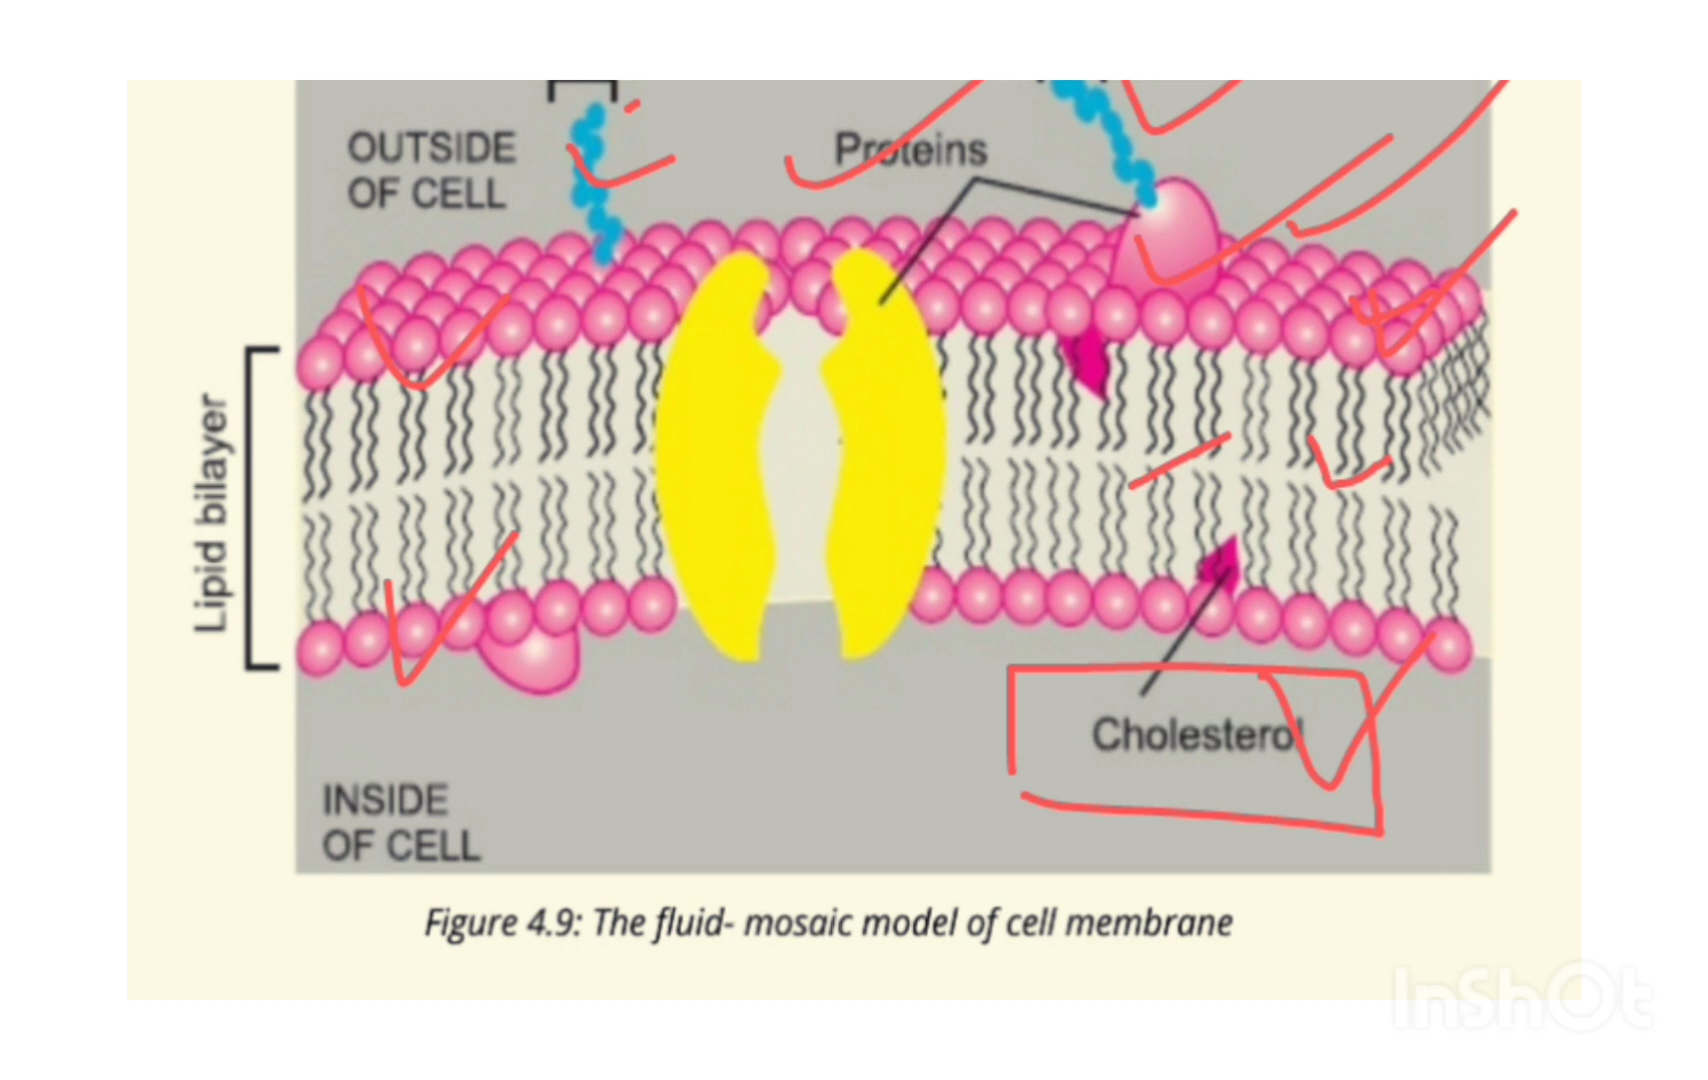 OUTSIDE
OF CELL
Proteins
Lipid bilayer
Cholesterol
INSIDE
OF CELL
Figure 4.9: The fluid- mosaic model of cell membrane
InShOt